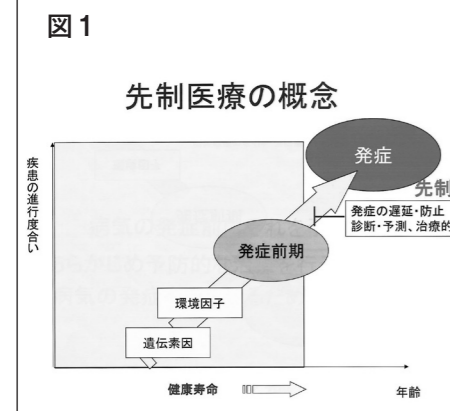 図1
先制医療の概念
疾患の進行度合い
発症
先制
発症の遅延・防止
診断・予測、治療的
発症前期
環境因子
遺伝素因
健康寿命
年齢